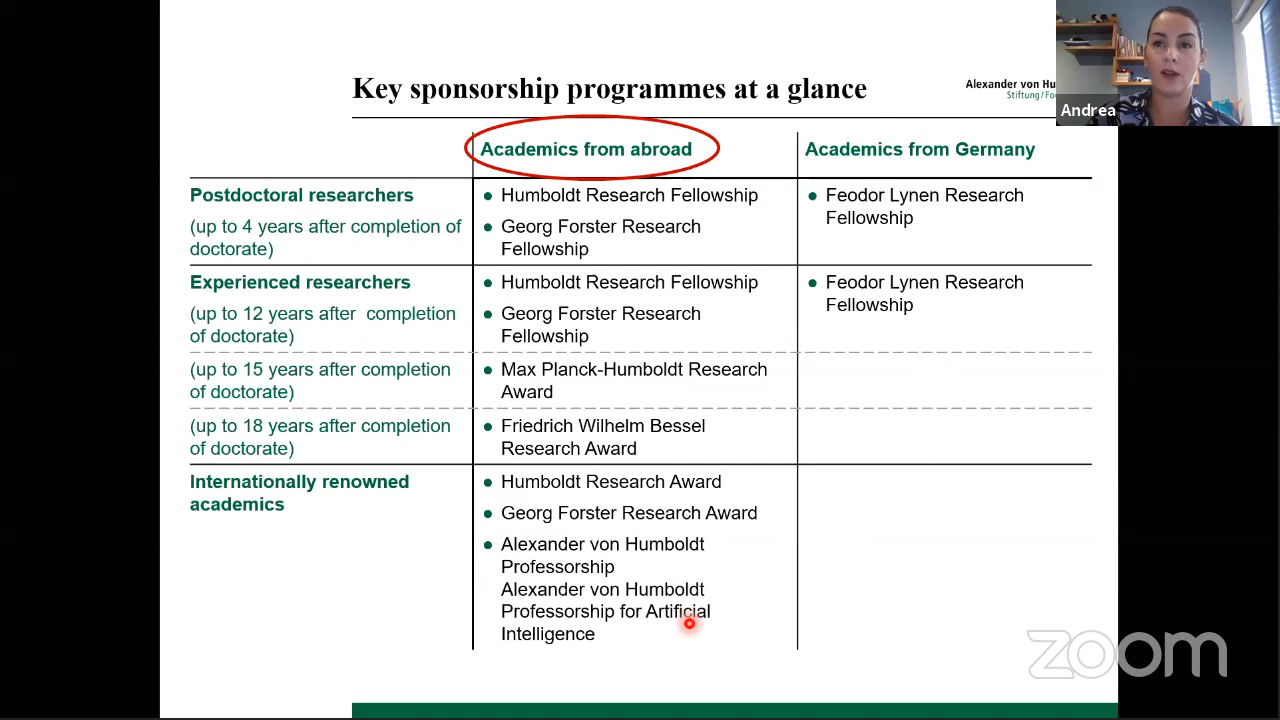 Key sponsorship programmes at a glance
Alexander von Hu
Stiftung/Fo
Andrea
Academics from abroad
Academics from Germany
Postdoctoral researchers
(up to 4 years after completion of
doctorate)
● Humboldt Research Fellowship
● Georg Forster Research
Fellowship
● Feodor Lynen Research
Fellowship
Experienced researchers
(up to 12 years after completion
of doctorate)
● Humboldt Research Fellowship
● Georg Forster Research
Fellowship
● Feodor Lynen Research
Fellowship
(up to 15 years after completion
of doctorate)
● Max Planck-Humboldt Research
Award
(up to 18 years after completion
of doctorate)
● Friedrich Wilhelm Bessel
Research Award
Internationally renowned
academics
● Humboldt Research Award
● Georg Forster Research Award
● Alexander von Humboldt
Professorship
Alexander von Humboldt
Professorship for Artificial
Intelligence
zoom